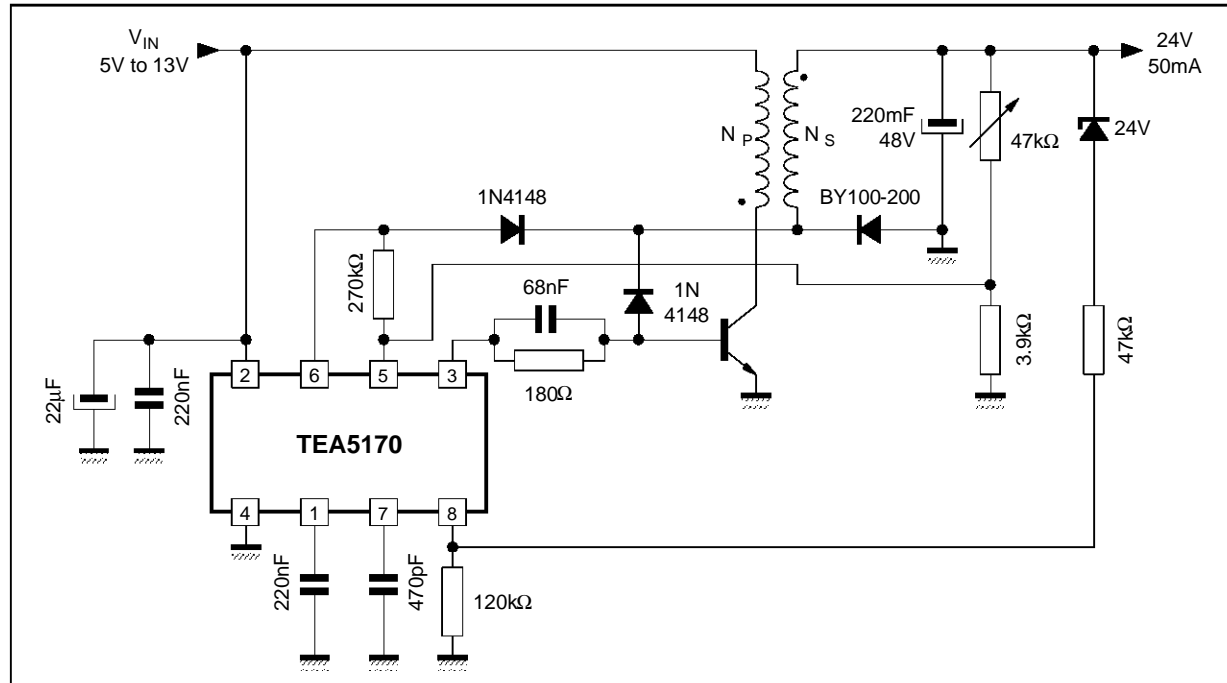 V IN
5V to 13V
24V
50mA
N P
N S
220mF
48V
47kΩ
24V
1N4148
BY100-200
270kΩ
68nF
1N
4148
3.9kΩ
47kΩ
180Ω
22µF
220nF
2
6
5
3
TEA5170
4
1
7
8
220nF
470pF
120kΩ